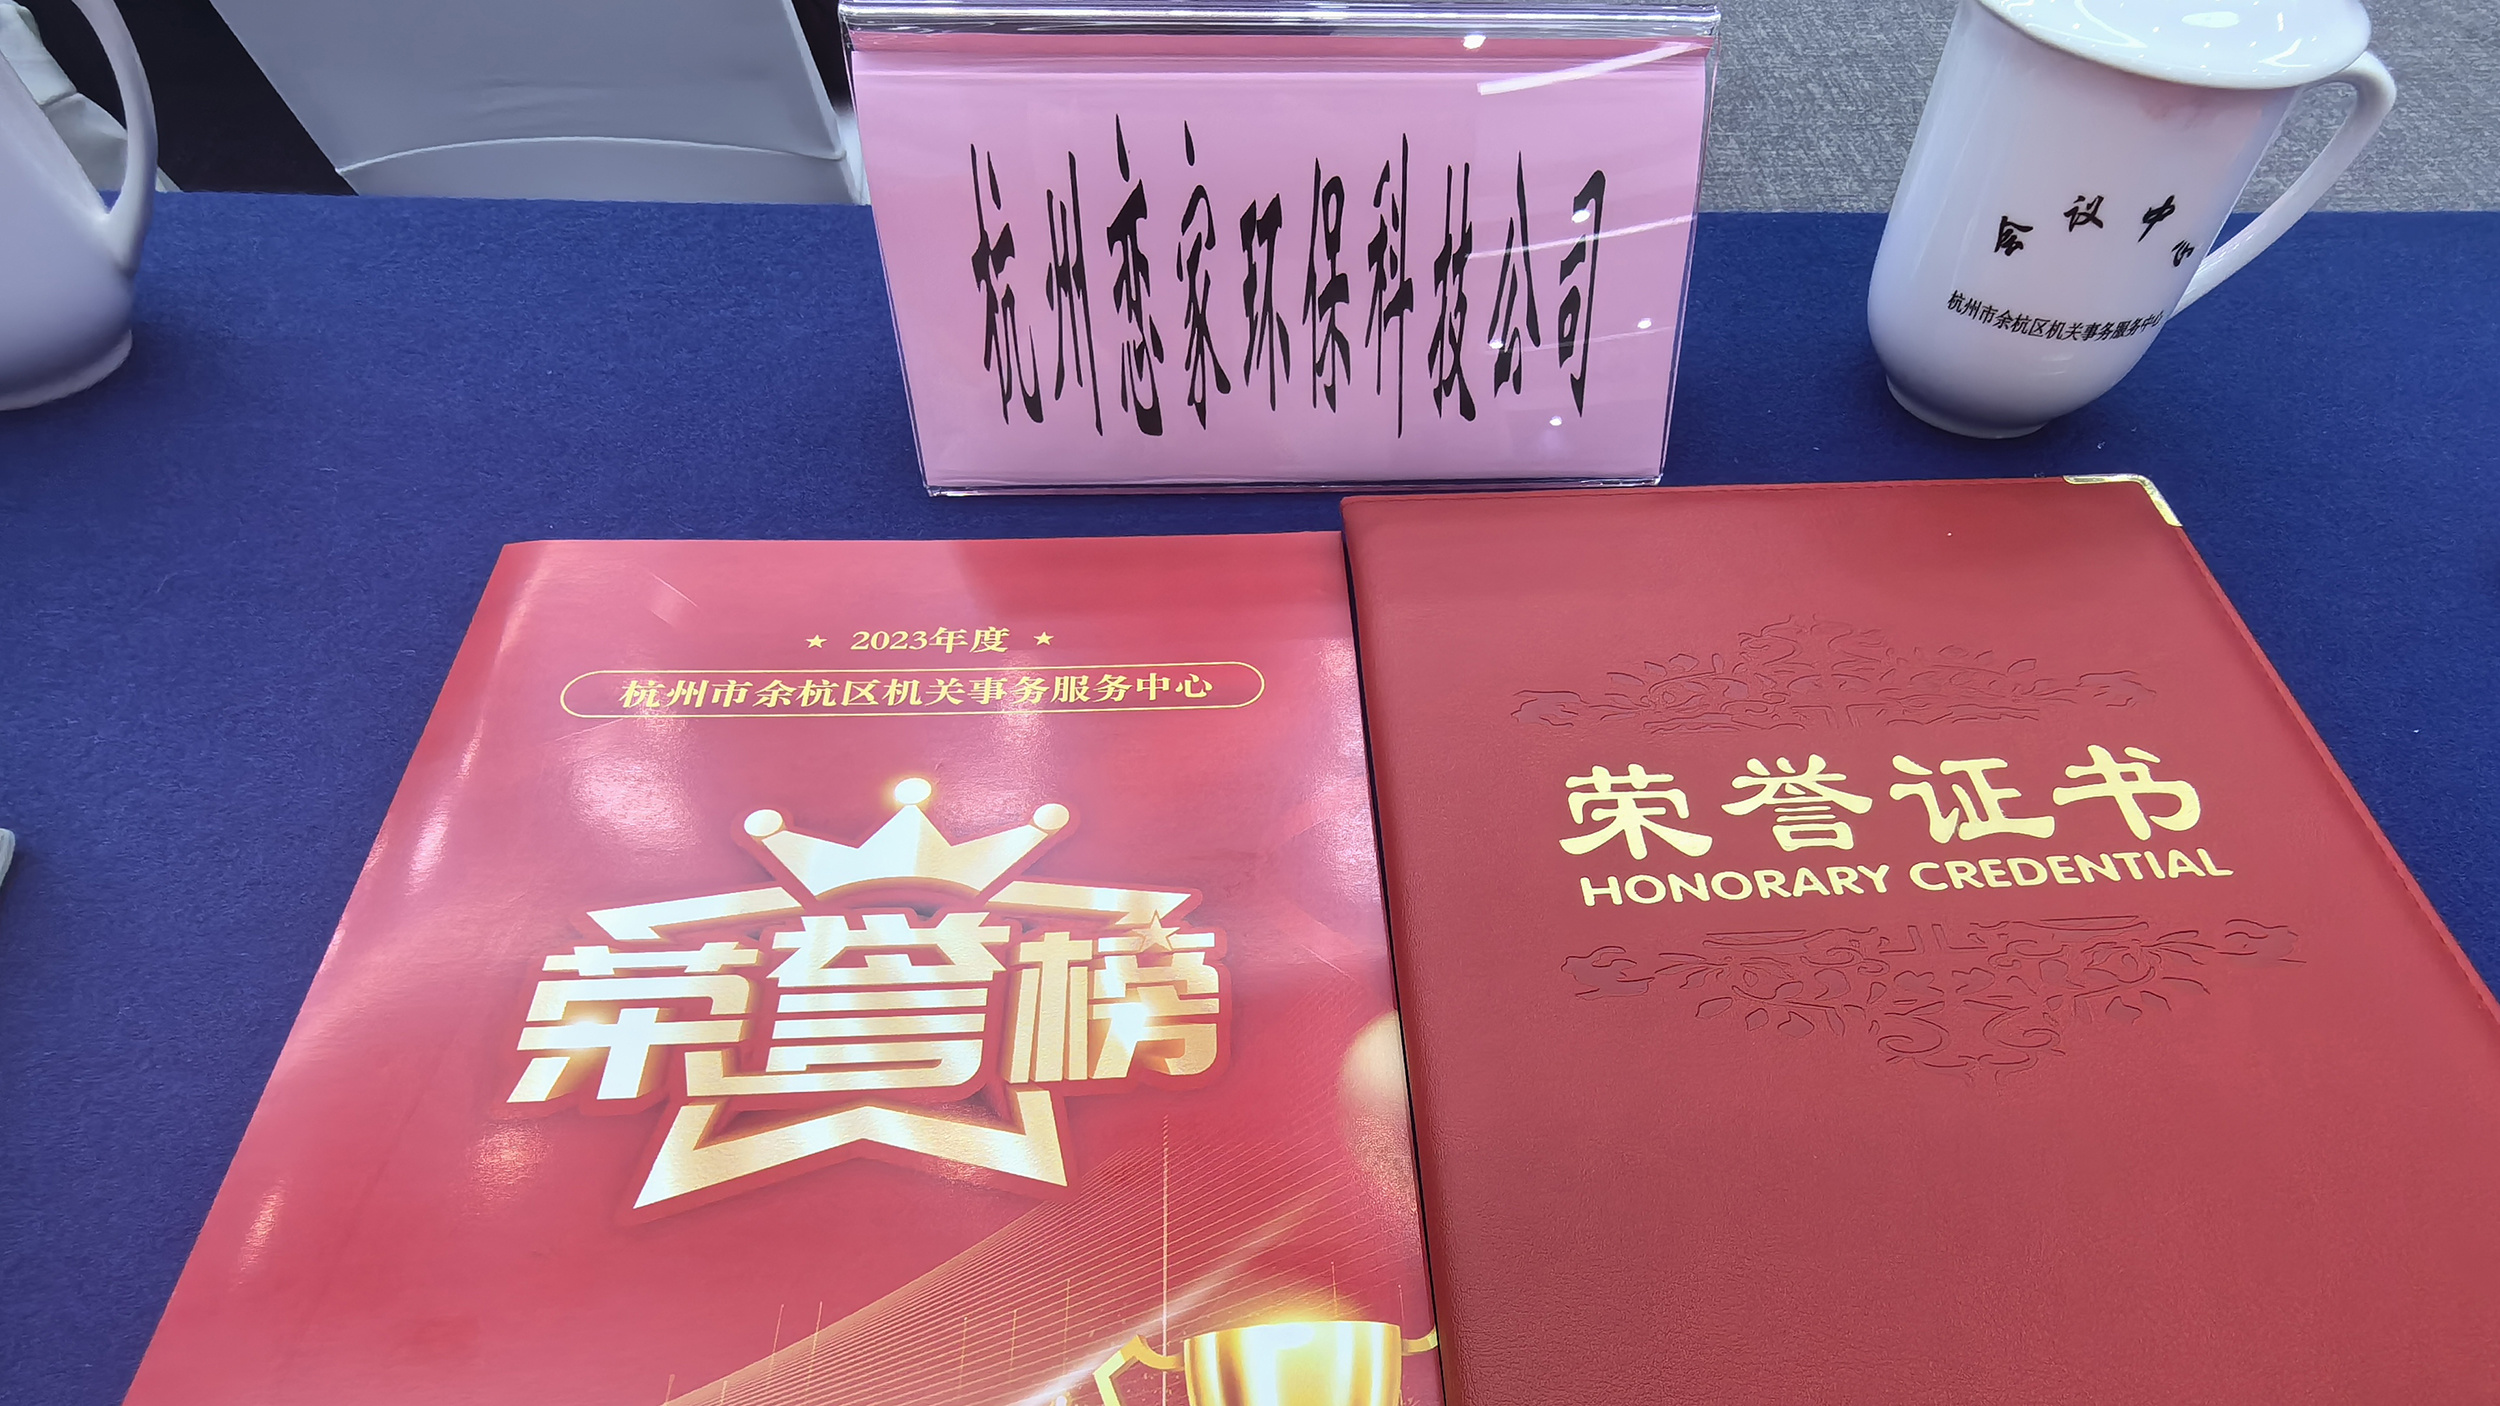 杭州恋家环保科技公司
会议中心
杭州市余杭区机关事务服务中心
★ 2023年度 ★
杭州市余杭区机关事务服务中心
荣誉榜
荣誉证书
HONORARY CREDENTIAL